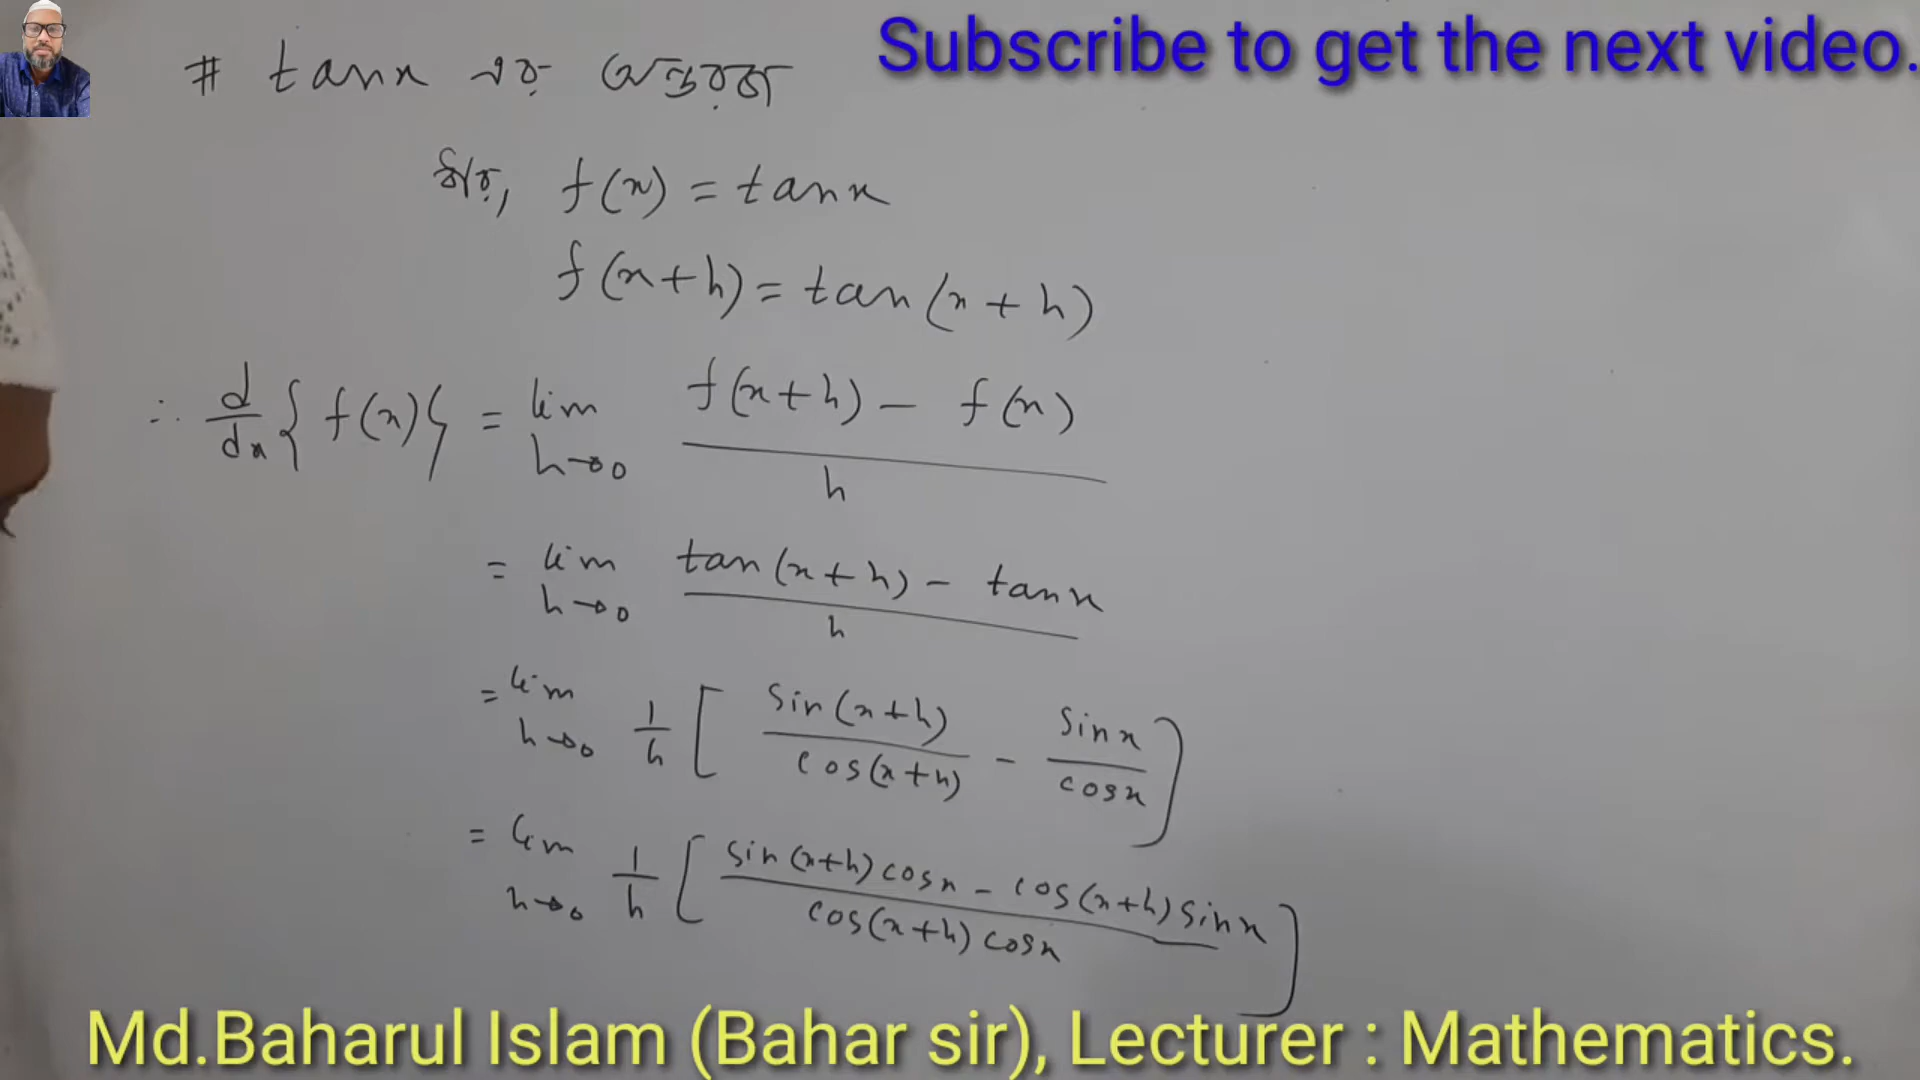 Subscribe to get the next video.
# tanx এর অন্তরজ
ধরি, f(x) = tanx
f(x+h) = tan(x+h)
∴ d/dx {f(x)} = lim h→0 (f(x+h) - f(x))/h
= lim h→0 (tan(x+h) - tanx)/h
= lim h→0 1/h [ sin(x+h)/cos(x+h) - sinx/cosx ]
= lim h→0 1/h [ (sin(x+h)cosx - cos(x+h)sinx)/(cos(x+h)cosx) ]
Md.Baharul Islam (Bahar sir), Lecturer : Mathematics.